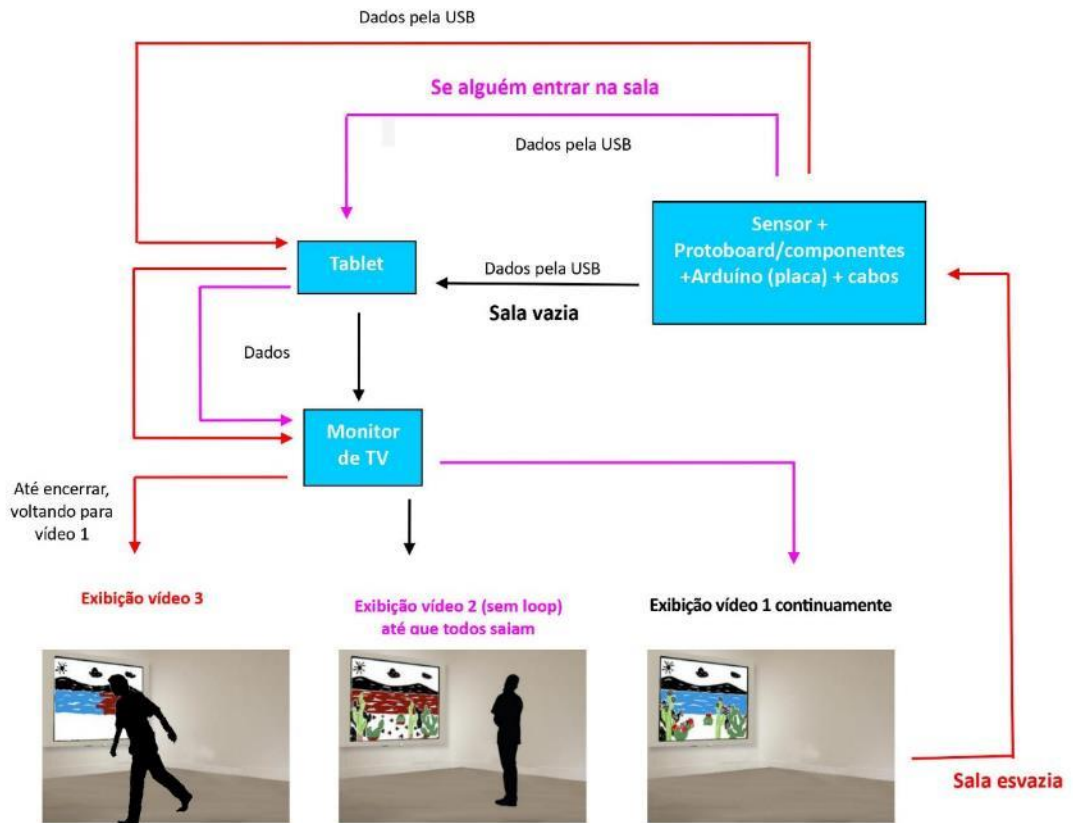 Dados pela USB
Se alguém entrar na sala
Dados pela USB
Sensor +
Protoboard/componentes
+Arduíno (placa) + cabos
Tablet
Dados pela USB
Sala vazia
Dados
Monitor
de TV
Até encerrar,
voltando para
vídeo 1
Exibição vídeo 3
Exibição vídeo 2 (sem loop)
até que todos saiam
Exibição vídeo 1 continuamente
Sala esvazia